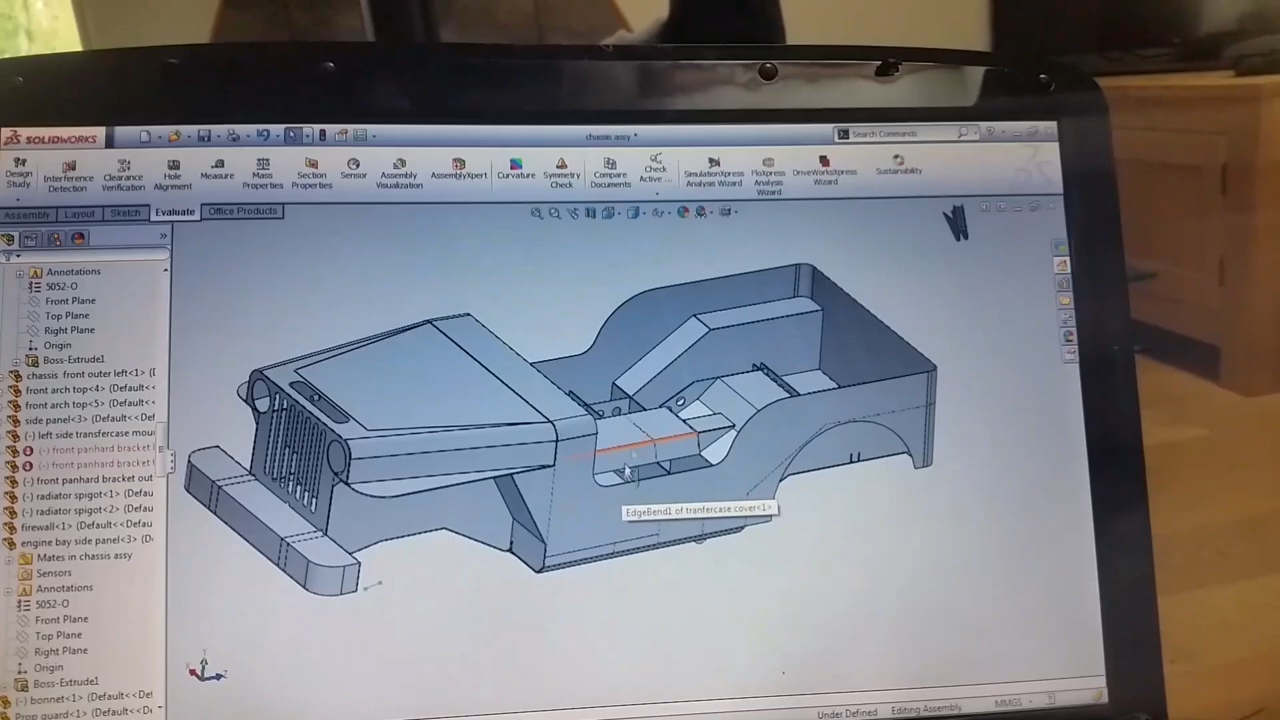 SOLIDWORKS
chassis assy *
Search Commands
Design Study
Interference Detection
Clearance Verification
Hole Alignment
Measure
Mass Properties
Section Properties
Sensor
Assembly Visualization
AssemblyXpert
Curvature
Symmetry Check
Compare Documents
Check Active ...
SimulationXpress Analysis Wizard
FloXpress Analysis Wizard
DriveWorksXpress Wizard
Sustainability
Assembly
Layout
Sketch
Evaluate
Office Products
Annotations
5052-O
Front Plane
Top Plane
Right Plane
Origin
Boss-Extrude1
chassis front outer left<1> (
front arch top<4> (Default<<
front arch top<5> (Default<<
side panel<3> (Default<<Def
(-) left side transfercase mou
(-) front panhard bracket
(-) front panhard bracket
(-) front panhard bracket out
(-) radiator spigot<1> (Defau
(-) radiator spigot<2> (Defau
firewall<1> (Default<<Default
engine bay side panel<3> (D
Mates in chassis assy
Sensors
Annotations
5052-O
Front Plane
Top Plane
Right Plane
Origin
Boss-Extrude1
(-) bonnet<1> (Default<<Def
Prop guard<1> (Default<<De
EdgeBend1 of tranfercase cover<1>
Under Defined
Editing Assembly
MMGS